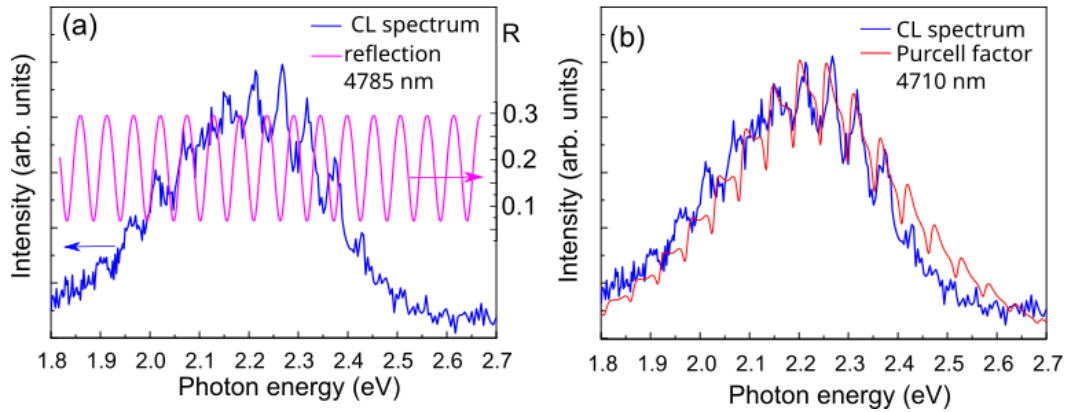 (a)
CL spectrum
reflection
4785 nm
R
0.3
0.2
0.1
Intensity (arb. units)
1.8 1.9 2.0 2.1 2.2 2.3 2.4 2.5 2.6 2.7
Photon energy (eV)
(b)
CL spectrum
Purcell factor
4710 nm
Intensity (arb. units)
1.8 1.9 2.0 2.1 2.2 2.3 2.4 2.5 2.6 2.7
Photon energy (eV)